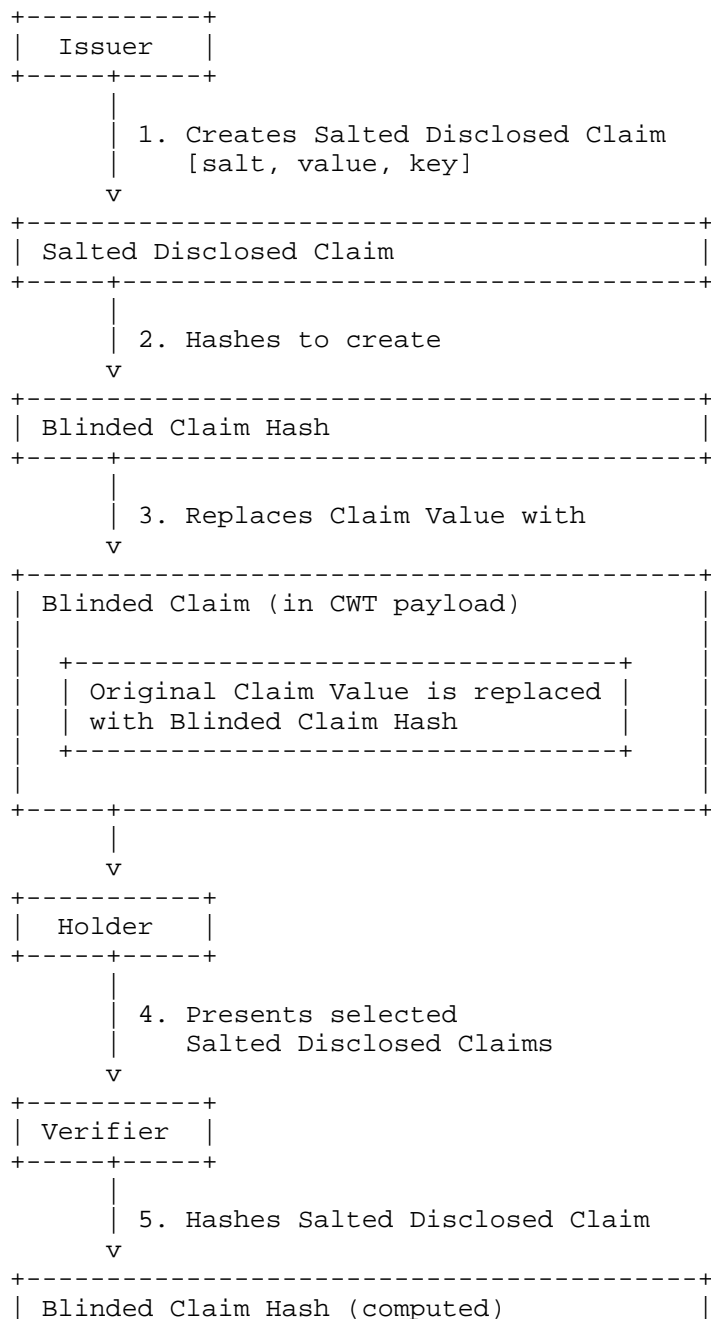 Issuer
1. Creates Salted Disclosed Claim
[salt, value, key]
v
Salted Disclosed Claim
2. Hashes to create
v
Blinded Claim Hash
3. Replaces Claim Value with
v
Blinded Claim (in CWT payload)
Original Claim Value is replaced
with Blinded Claim Hash
v
Holder
4. Presents selected
Salted Disclosed Claims
v
Verifier
5. Hashes Salted Disclosed Claim
v
Blinded Claim Hash (computed)